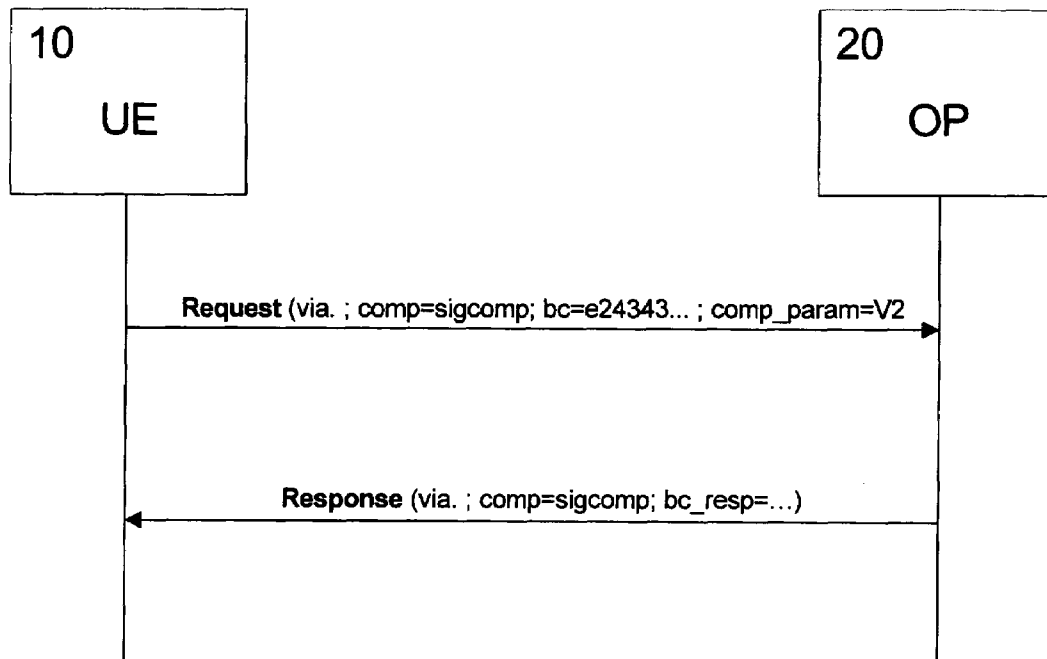 10
UE
20
OP
Request (via. ; comp=sigcomp; bc=e24343... ; comp_param=V2
Response (via. ; comp=sigcomp; bc_resp=...)